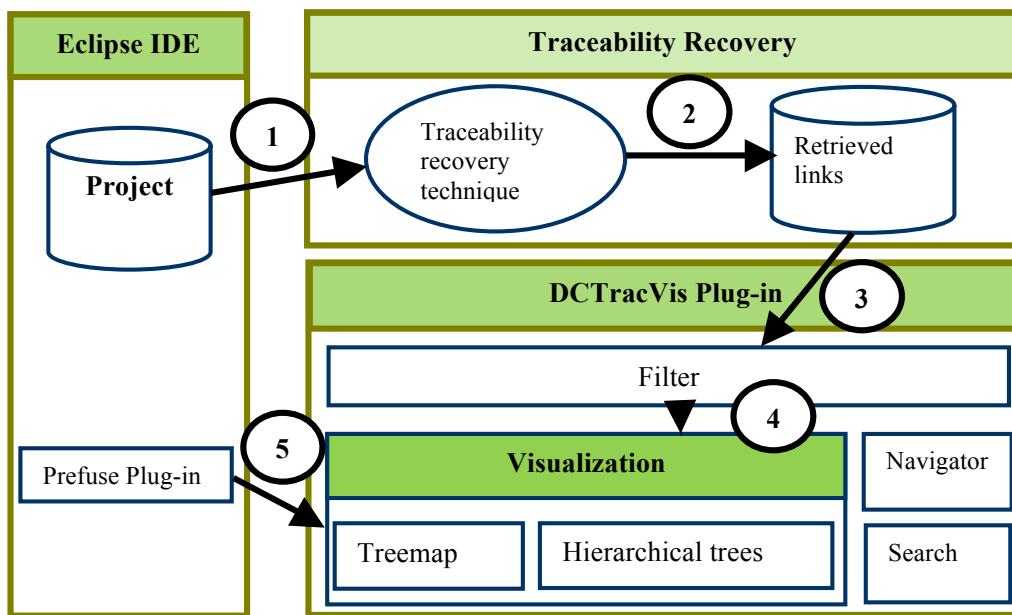 Eclipse IDE
Traceability Recovery
1
2
Project
Traceability
recovery
technique
Retrieved
links
3
DCTracVis Plug-in
Filter
4
5
Prefuse Plug-in
Visualization
Navigator
Treemap
Hierarchical trees
Search